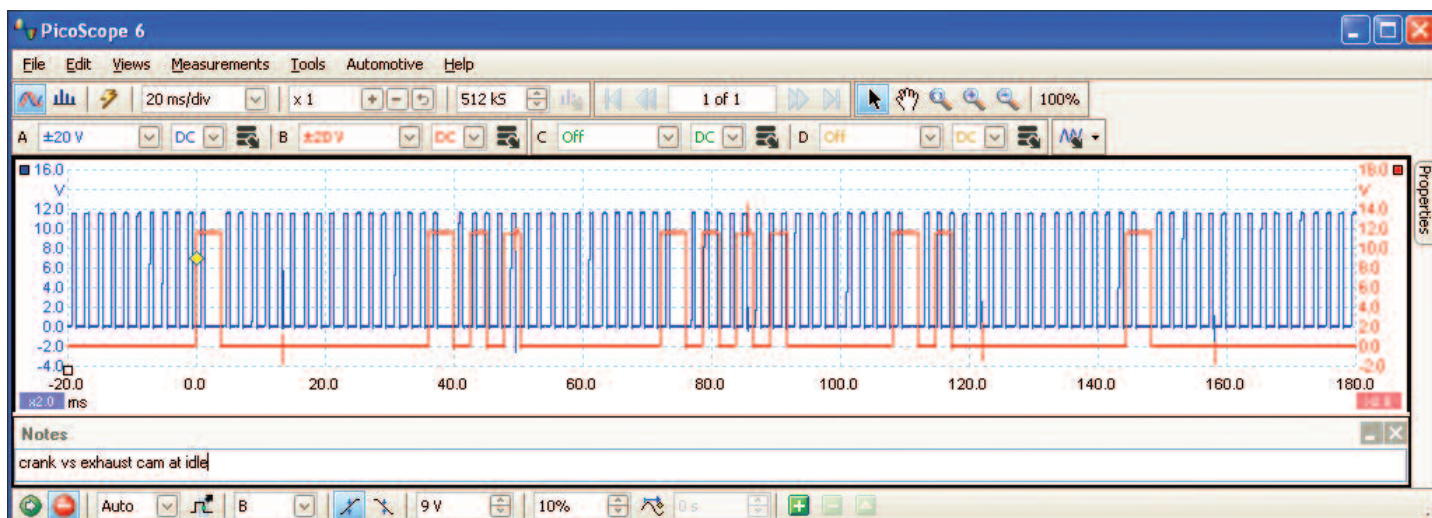 PicoScope 6
File Edit Views Measurements Tools Automotive Help
20 ms/div x 1 + - 512 kS 1 of 1 100%
A ±20 V DC B ±20 V DC C Off DC D Off DC
16.0 18.0
V V
12.0 14.0
10.0 12.0
8.0 10.0
6.0 8.0
4.0 6.0
2.0 4.0
0.0 2.0
-2.0 0.0
-4.0 -2.0
-20.0 0.0 20.0 40.0 60.0 80.0 100.0 120.0 140.0 160.0 180.0
x2.0 ms
Properties
Notes
crank vs exhaust cam at idle
Auto B 9 V 10% 0 s